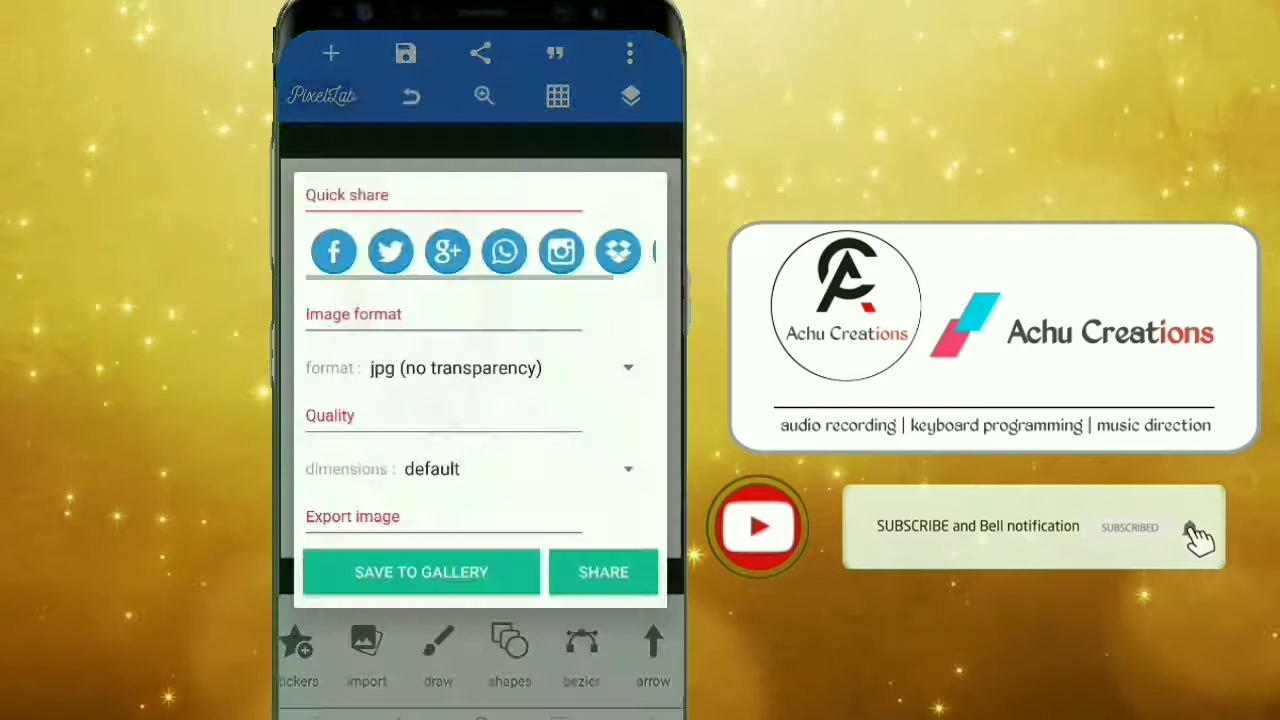 PixelLab
Quick share
Image format
format : jpg (no transparency)
Quality
dimensions : default
Export image
SAVE TO GALLERY
SHARE
tickers
import
draw
shapes
bezier
arrow
Achu Creations
Achu Creations
audio recording | keyboard programming | music direction
SUBSCRIBE and Bell notification
SUBSCRIBED